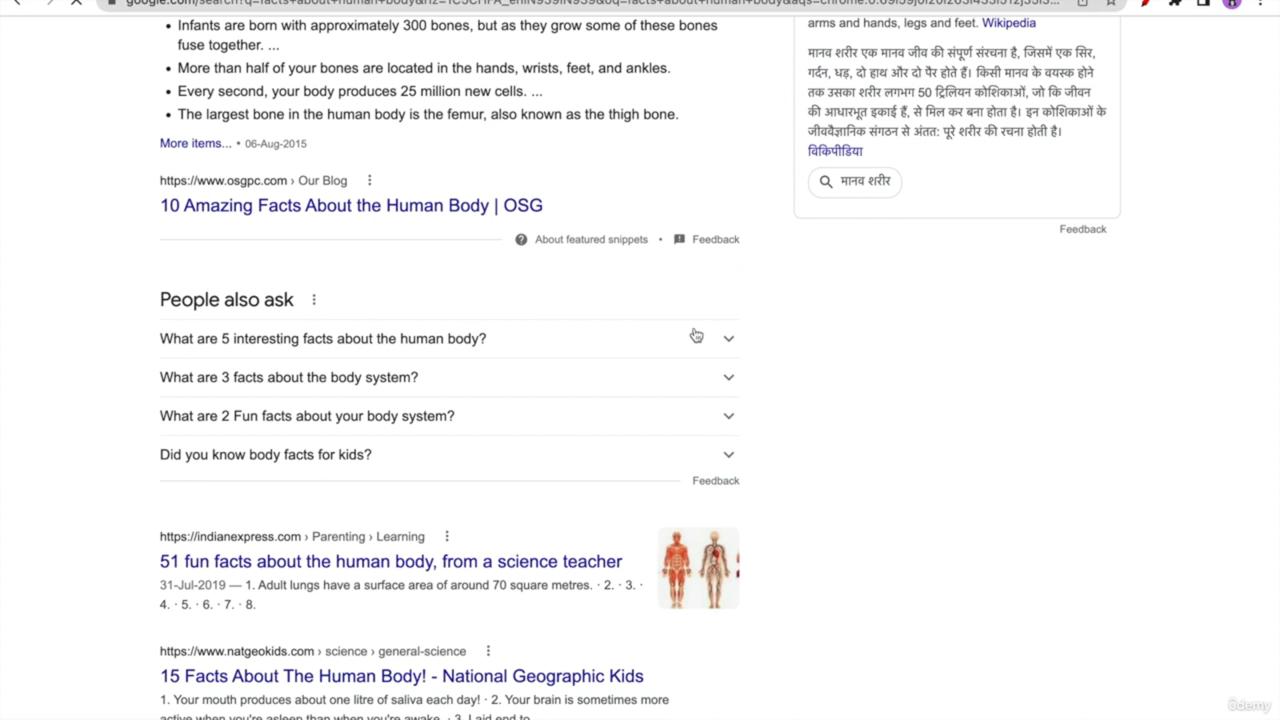 Infants are born with approximately 300 bones, but as they grow some of these bones
fuse together. ...
More than half of your bones are located in the hands, wrists, feet, and ankles.
Every second, your body produces 25 million new cells. ...
The largest bone in the human body is the femur, also known as the thigh bone.
More items... • 06-Aug-2015
https://www.osgpc.com › Our Blog
10 Amazing Facts About the Human Body | OSG
About featured snippets • Feedback
People also ask
What are 5 interesting facts about the human body?
What are 3 facts about the body system?
What are 2 Fun facts about your body system?
Did you know body facts for kids?
Feedback
https://indianexpress.com › Parenting › Learning
51 fun facts about the human body, from a science teacher
31-Jul-2019 — 1. Adult lungs have a surface area of around 70 square metres. · 2. · 3. ·
4. · 5. · 6. · 7. · 8.
https://www.natgeokids.com › science › general-science
15 Facts About The Human Body! - National Geographic Kids
1. Your mouth produces about one litre of saliva each day! · 2. Your brain is sometimes more
active when you're asleep than when you're awake. · 3. Laid end to
arms and hands, legs and feet. Wikipedia
मानव शरीर एक मानव जीव की संपूर्ण संरचना है, जिसमें एक सिर,
गर्दन, धड़, दो हाथ और दो पैर होते हैं। किसी मानव के वयस्क होने
तक उसका शरीर लगभग 50 ट्रिलियन कोशिकाओं, जो कि जीवन
की आधारभूत इकाई हैं, से मिल कर बना होता है। इन कोशिकाओं के
जीववैज्ञानिक संगठन से अंतत: पूरे शरीर की रचना होती है।
विकिपीडिया
मानव शरीर
Feedback
ûdemy